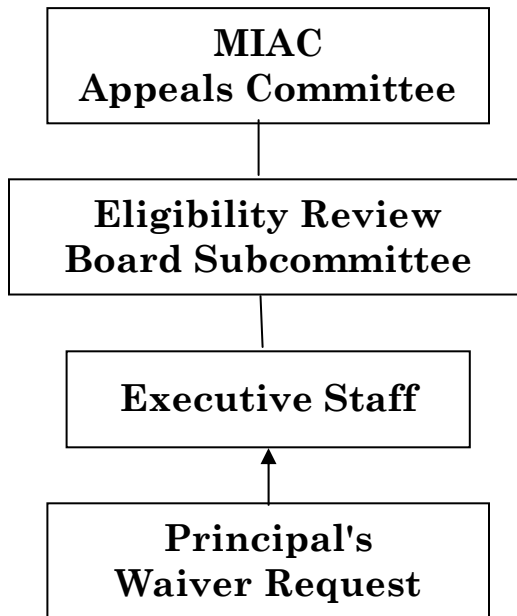 MIAC
Appeals Committee
Eligibility Review
Board Subcommittee
Executive Staff
Principal's
Waiver Request